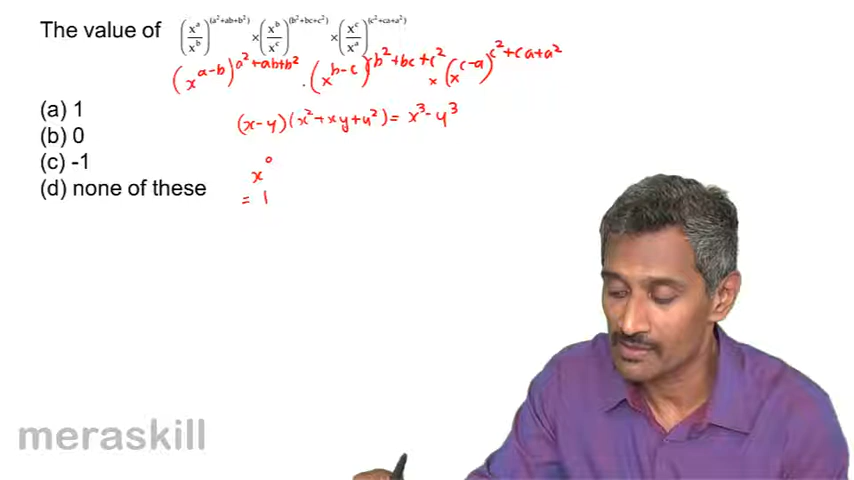 The value of (x^a/x^b)^(a²+ab+b²) × (x^b/x^c)^(b²+bc+c²) × (x^c/x^a)^(c²+ca+a²)
(x^(a-b))^(a²+ab+b²) . (x^(b-c))^(b²+bc+c²) × (x^(c-a))^(c²+ca+a²)
(a) 1
(x-y)(x²+xy+y²) = x³-y³
(b) 0
(c) -1
x⁰
(d) none of these
= 1
meraskill